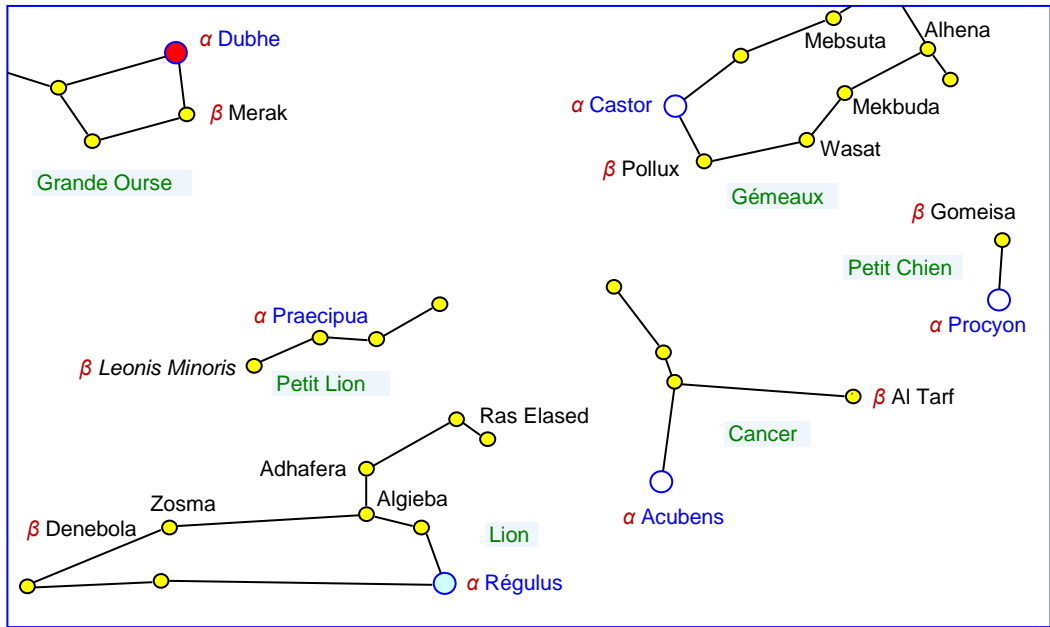 α Dubhe
β Merak
Grande Ourse
Mebsuta
Alhena
α Castor
Mekbuda
Wasat
β Pollux
Gémeaux
β Gomeisa
Petit Chien
α Procyon
α Praecipua
β Leonis Minoris
Petit Lion
β Al Tarf
Cancer
α Acubens
Ras Elased
Adhafera
Algieba
Zosma
β Denebola
Lion
α Régulus